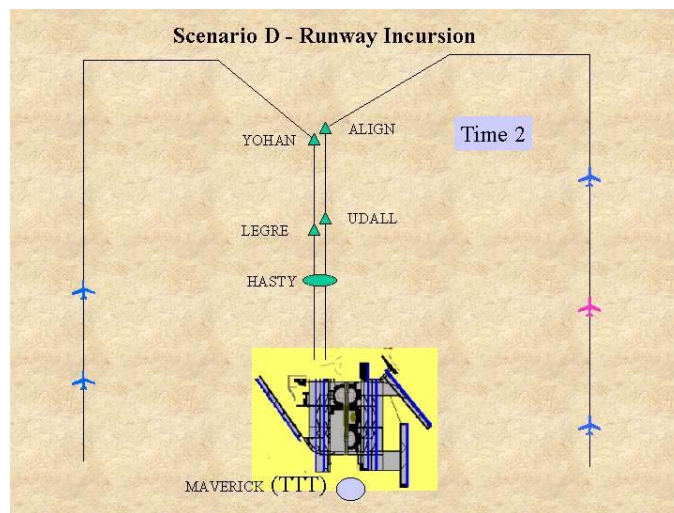 Scenario D - Runway Incursion
ALIGN
YOHAN
Time 2
UDALL
LEGRE
HASTY
MAVERICK (TTT)